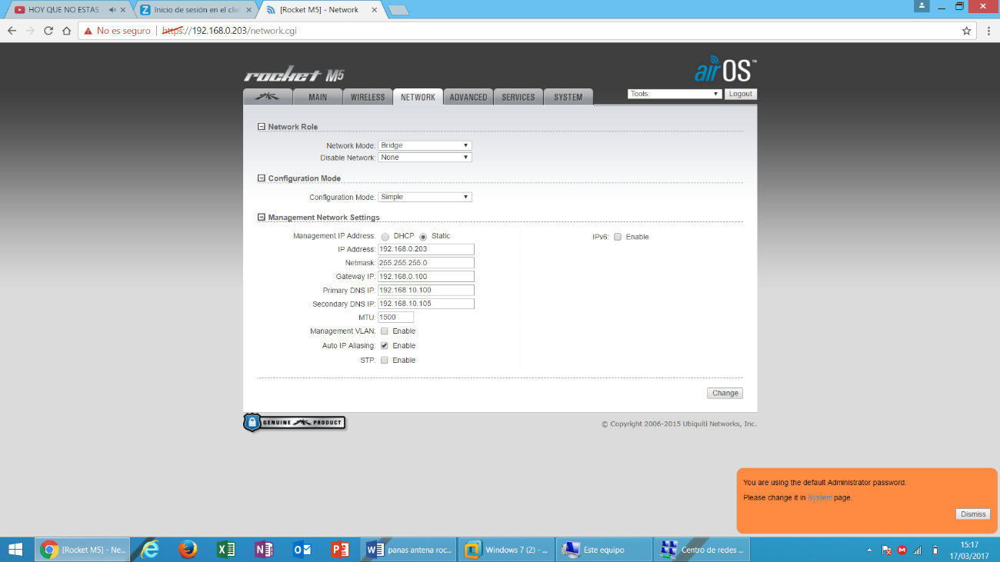 HOY QUE NO ESTAS
Inicio de sesión en el clie
[Rocket M5] - Network
No es seguro
https://192.168.0.203/network.cgi
rocket M5
airOS™
MAIN
WIRELESS
NETWORK
ADVANCED
SERVICES
SYSTEM
Tools:
Logout
Network Role
Network Mode: Bridge
Disable Network: None
Configuration Mode
Configuration Mode: Simple
Management Network Settings
Management IP Address: DHCP Static
IPv6: Enable
IP Address: 192.168.0.203
Netmask: 255.255.255.0
Gateway IP: 192.168.0.100
Primary DNS IP: 192.168.10.100
Secondary DNS IP: 192.168.10.105
MTU: 1500
Management VLAN: Enable
Auto IP Aliasing: Enable
STP: Enable
Change
GENUINE PRODUCT
© Copyright 2006-2015 Ubiquiti Networks, Inc.
You are using the default Administrator password.
Please change it in System page.
Dismiss
[Rocket M5] - Ne...
panas antena roc...
Windows 7 (2) - ...
Este equipo
Centro de redes ...
15:17
17/03/2017